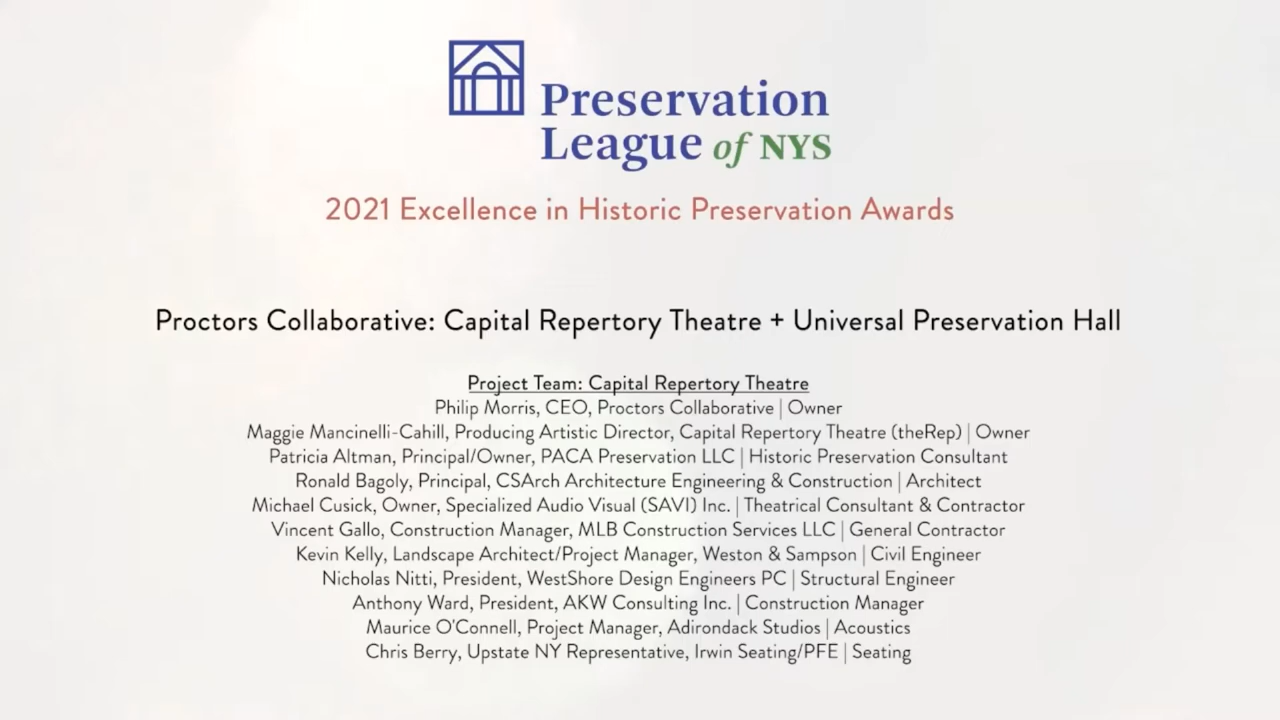 Preservation
League of NYS
2021 Excellence in Historic Preservation Awards
Proctors Collaborative: Capital Repertory Theatre + Universal Preservation Hall
Project Team: Capital Repertory Theatre
Philip Morris, CEO, Proctors Collaborative | Owner
Maggie Mancinelli-Cahill, Producing Artistic Director, Capital Repertory Theatre (theRep) | Owner
Patricia Altman, Principal/Owner, PACA Preservation LLC | Historic Preservation Consultant
Ronald Bagoly, Principal, CSArch Architecture Engineering & Construction | Architect
Michael Cusick, Owner, Specialized Audio Visual (SAVI) Inc. | Theatrical Consultant & Contractor
Vincent Gallo, Construction Manager, MLB Construction Services LLC | General Contractor
Kevin Kelly, Landscape Architect/Project Manager, Weston & Sampson | Civil Engineer
Nicholas Nitti, President, WestShore Design Engineers PC | Structural Engineer
Anthony Ward, President, AKW Consulting Inc. | Construction Manager
Maurice O'Connell, Project Manager, Adirondack Studios | Acoustics
Chris Berry, Upstate NY Representative, Irwin Seating/PFE | Seating